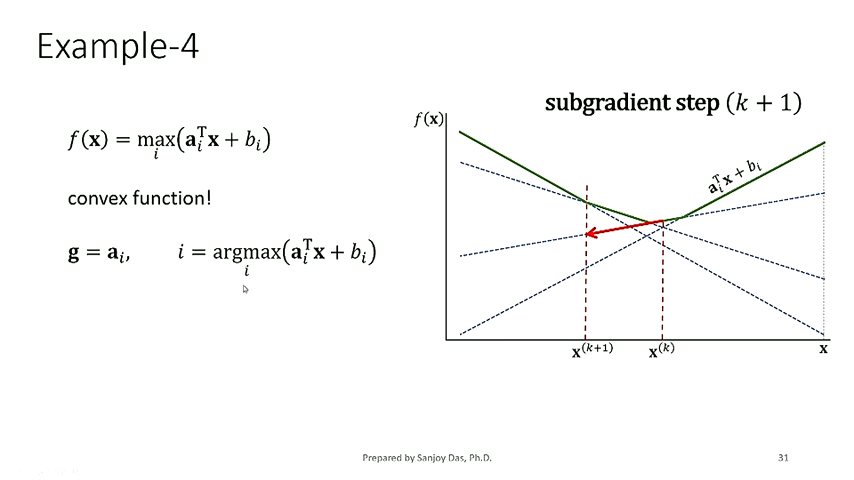 Example-4
subgradient step (k + 1)
f(𝐱)
f(𝐱) = max(𝐚ᵢᵀ𝐱 + bᵢ)
i
𝐚ᵢᵀ𝐱 + bᵢ
convex function!
𝐠 = 𝐚ᵢ, i = argmax(𝐚ᵢᵀ𝐱 + bᵢ)
i
𝐱⁽ᵏ⁺¹⁾ 𝐱⁽ᵏ⁾ 𝐱
Prepared by Sanjoy Das, Ph.D. 31